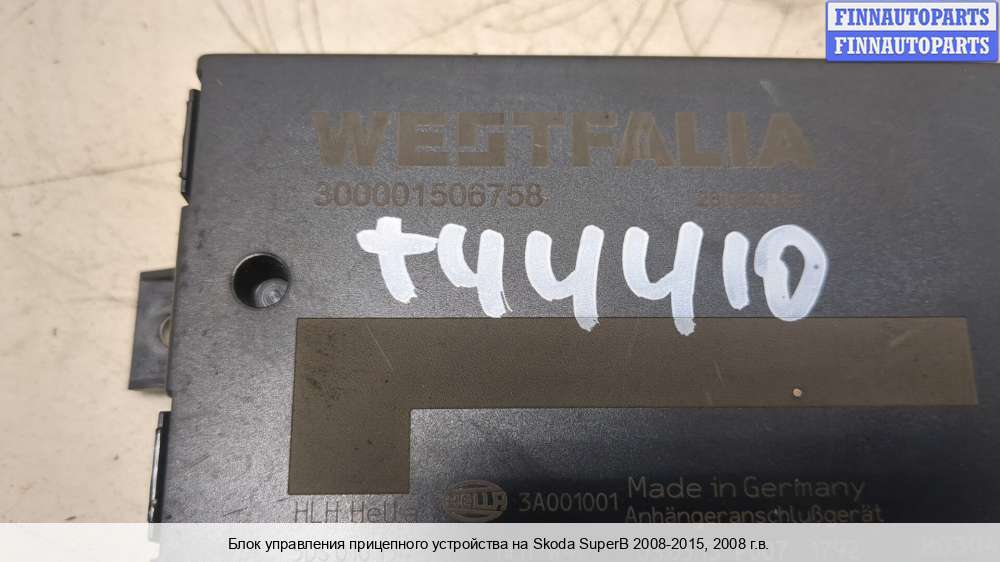 FINNAUTOPARTS
FINNAUTOPARTS
WESTFALIA
300001506758
+44410
HLH Hella HELLA 3A001001 Made in Germany
Anhängeranschlußgerät
Блок управления прицепного устройства на Skoda SuperB 2008-2015, 2008 г.в.